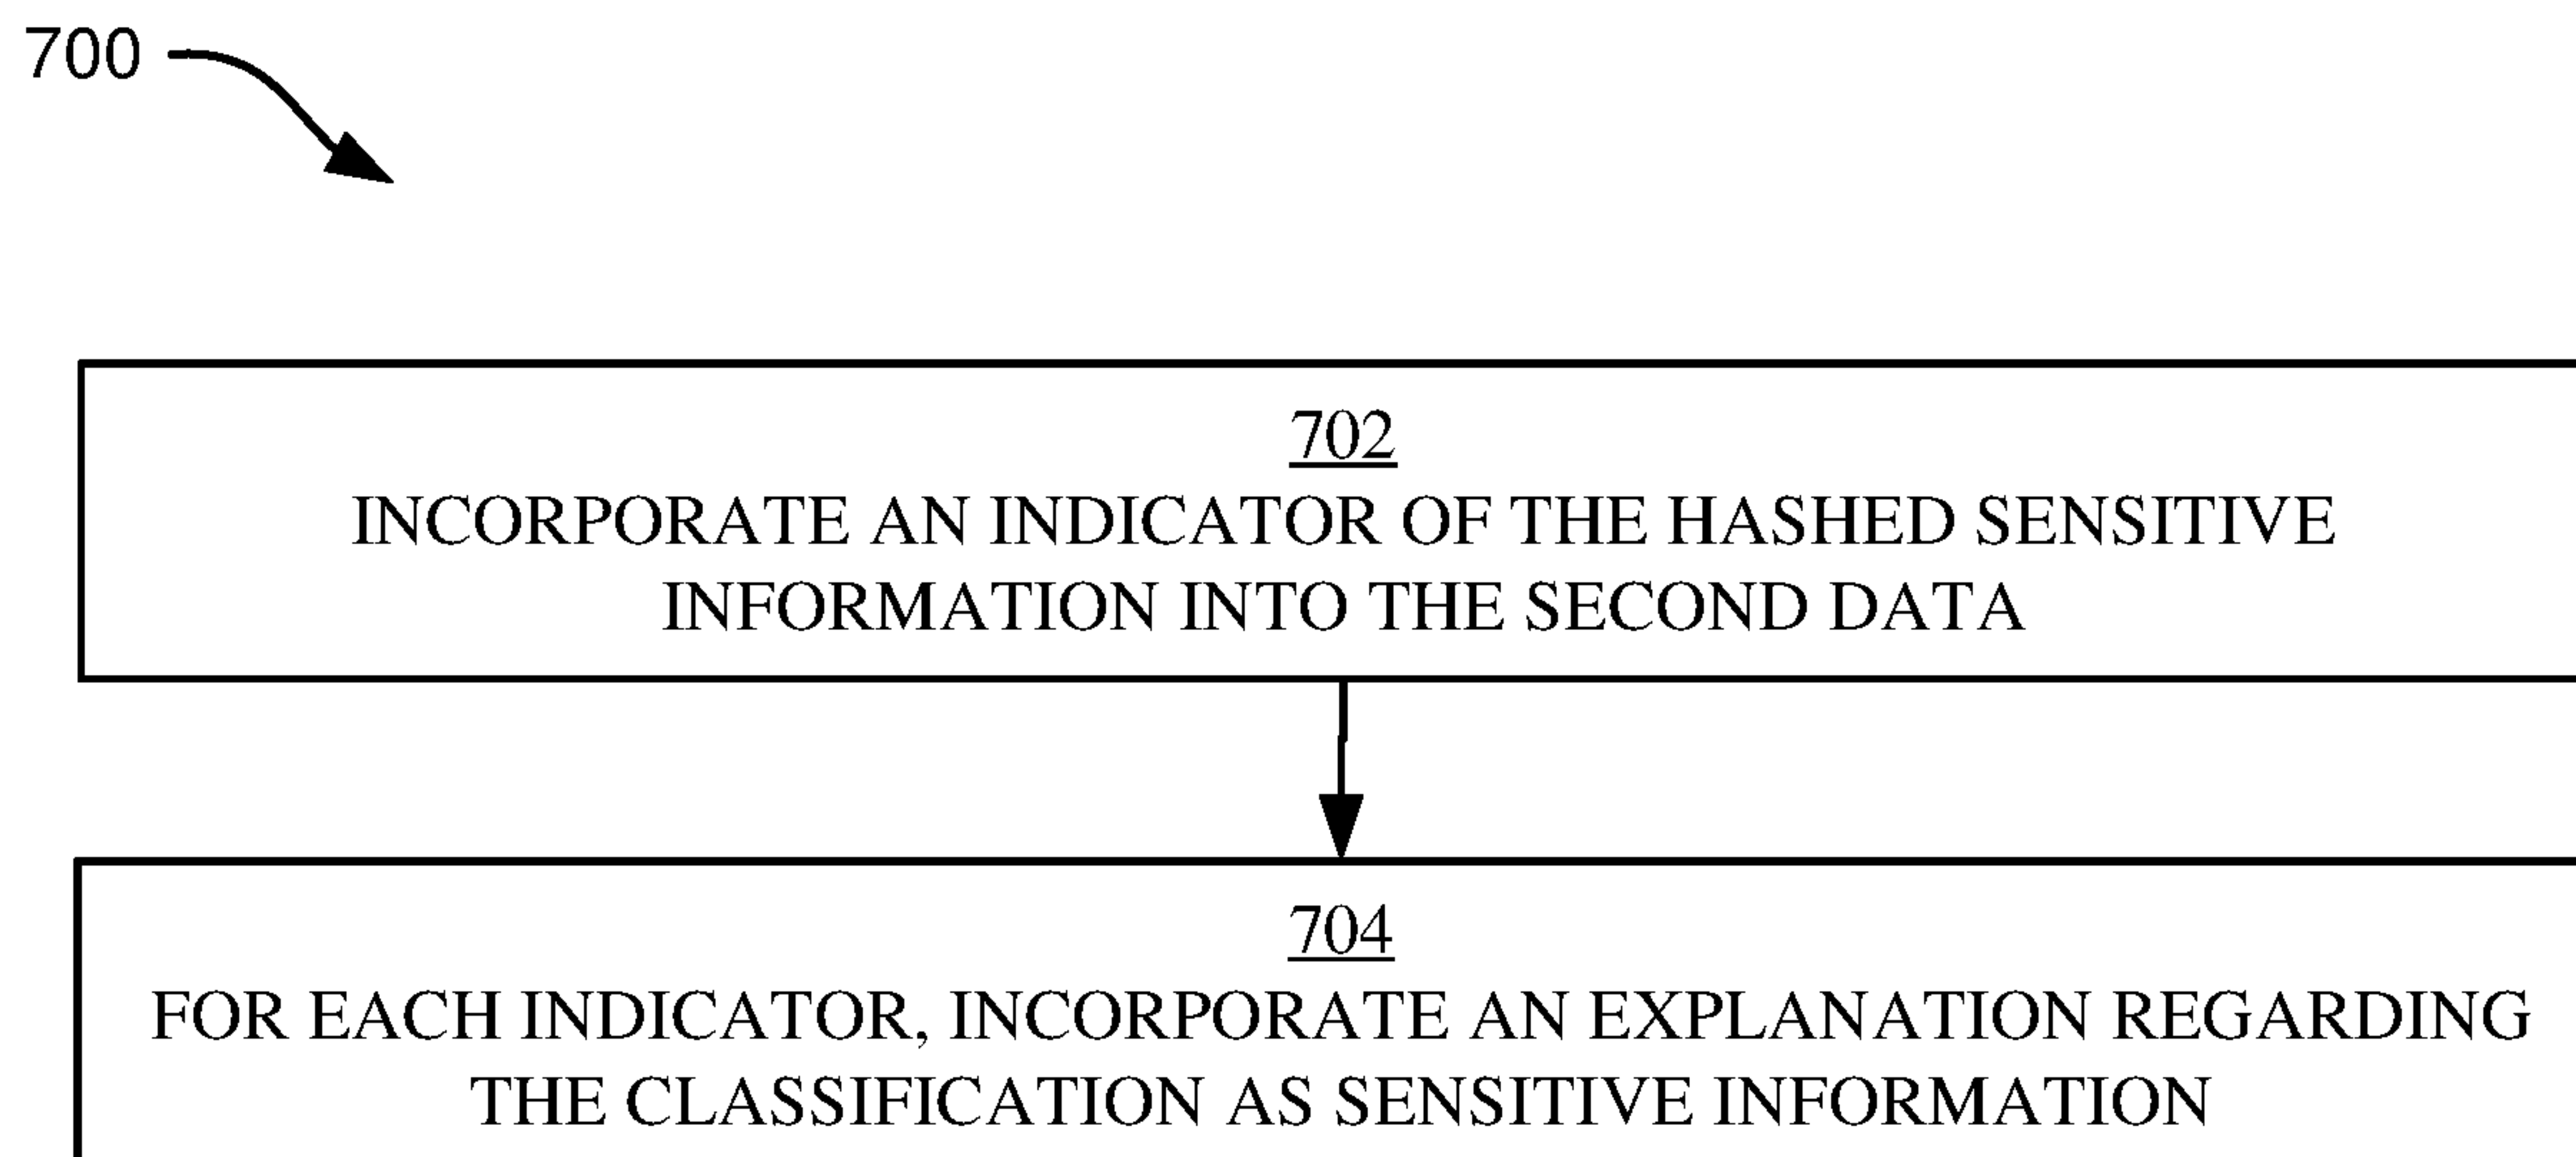 700
702
INCORPORATE AN INDICATOR OF THE HASHED SENSITIVE
INFORMATION INTO THE SECOND DATA
704
FOR EACH INDICATOR, INCORPORATE AN EXPLANATION REGARDING
THE CLASSIFICATION AS SENSITIVE INFORMATION